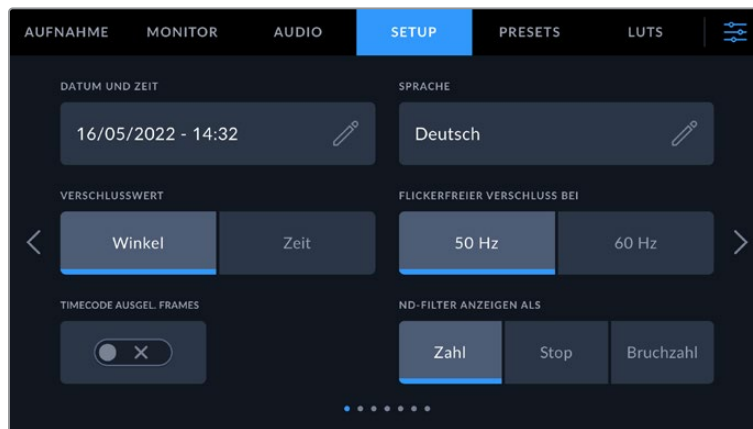 AUFNAHME MONITOR AUDIO SETUP PRESETS LUTS
DATUM UND ZEIT SPRACHE
16/05/2022 - 14:32 Deutsch
VERSCHLUSSWERT FLICKERFREIER VERSCHLUSS BEI
Winkel Zeit 50 Hz 60 Hz
TIMECODE AUSGEL. FRAMES ND-FILTER ANZEIGEN ALS
Zahl Stop Bruchzahl